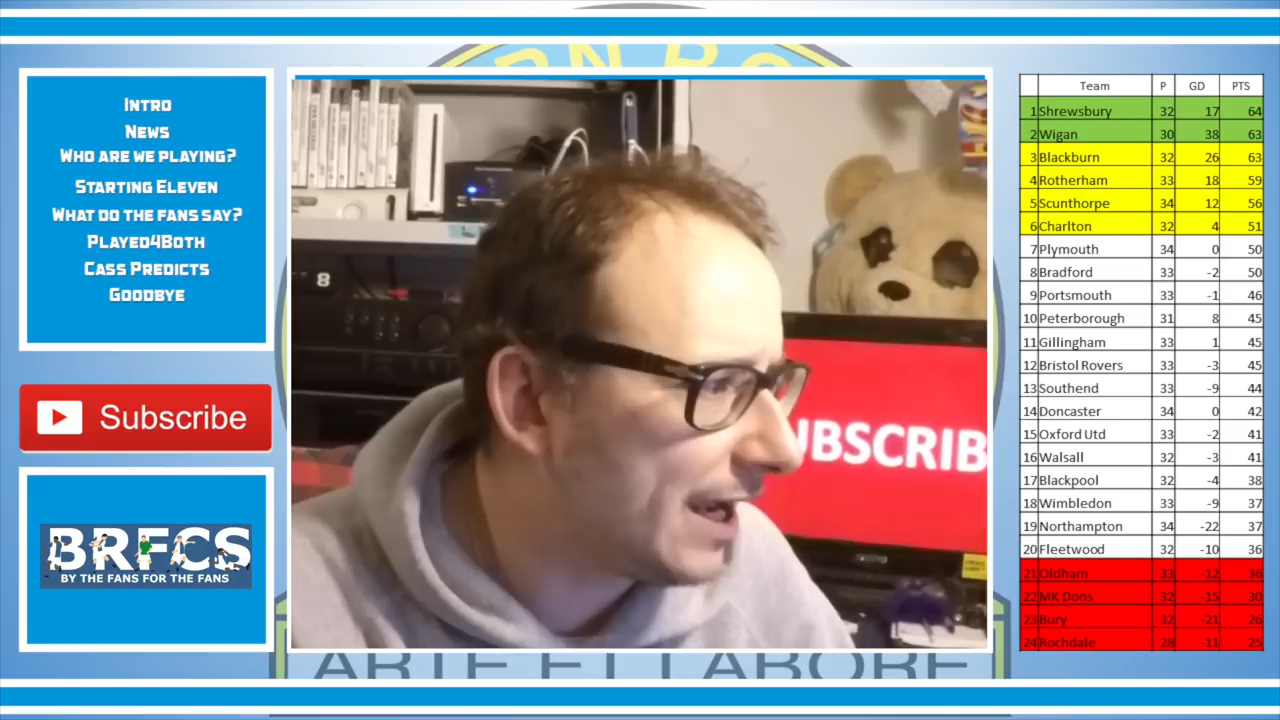 RN RO
INTRO
NEWS
WHO ARE WE PLAYING?
STARTING ELEVEN
WHAT DO THE FANS SAY?
PLAYED4BOTH
CASS PREDICTS
GOODBYE
Subscribe
BRFCS
BY THE FANS FOR THE FANS
8
UBSCRIB
ARTE ET LABORE
Team P GD PTS
1 Shrewsbury 32 17 64
2 Wigan 30 38 63
3 Blackburn 32 26 63
4 Rotherham 33 18 59
5 Scunthorpe 34 12 56
6 Charlton 32 4 51
7 Plymouth 34 0 50
8 Bradford 33 -2 50
9 Portsmouth 33 -1 46
10 Peterborough 31 8 45
11 Gillingham 33 1 45
12 Bristol Rovers 33 -3 45
13 Southend 33 -9 44
14 Doncaster 34 0 42
15 Oxford Utd 33 -2 41
16 Walsall 32 -3 41
17 Blackpool 32 -4 38
18 Wimbledon 33 -9 37
19 Northampton 34 -22 37
20 Fleetwood 32 -10 36
21 Oldham 33 -12 36
22 MK Dons 32 -15 30
23 Bury 32 -21 26
24 Rochdale 28 -11 25